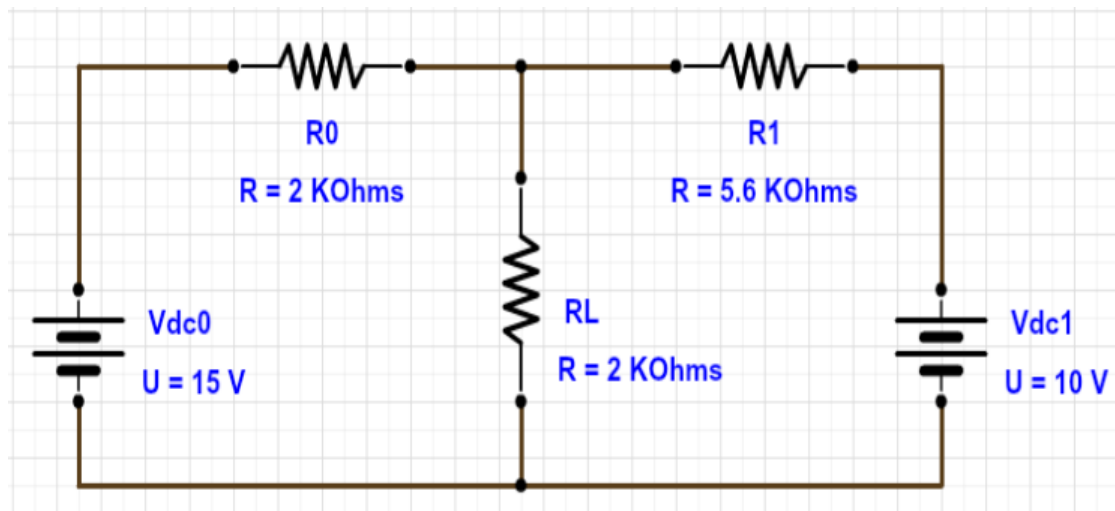 R0
R = 2 KOhms
R1
R = 5.6 KOhms
Vdc0
U = 15 V
RL
R = 2 KOhms
Vdc1
U = 10 V